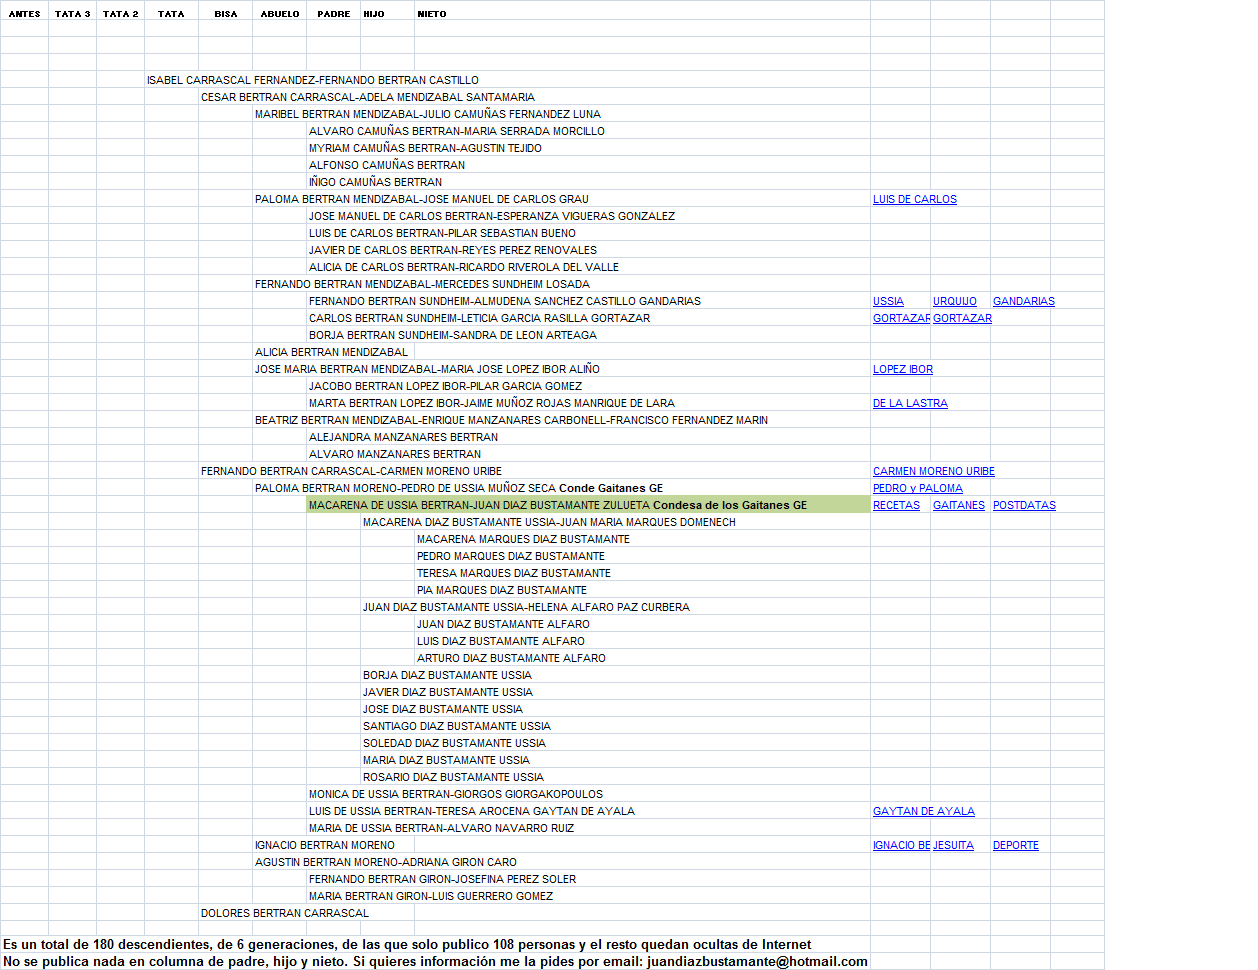 ANTES TATA 3 TATA 2 TATA BISA ABUELO PADRE HIJO NIETO
ISABEL CARRASCAL FERNANDEZ-FERNANDO BERTRAN CASTILLO
CESAR BERTRAN CARRASCAL-ADELA MENDIZABAL SANTAMARIA
MARIBEL BERTRAN MENDIZABAL-JULIO CAMUÑAS FERNANDEZ LUNA
ALVARO CAMUÑAS BERTRAN-MARIA SERRADA MORCILLO
MYRIAM CAMUÑAS BERTRAN-AGUSTIN TEJIDO
ALFONSO CAMUÑAS BERTRAN
IÑIGO CAMUÑAS BERTRAN
PALOMA BERTRAN MENDIZABAL-JOSE MANUEL DE CARLOS GRAU LUIS DE CARLOS
JOSE MANUEL DE CARLOS BERTRAN-ESPERANZA VIGUERAS GONZALEZ
LUIS DE CARLOS BERTRAN-PILAR SEBASTIAN BUENO
JAVIER DE CARLOS BERTRAN-REYES PEREZ RENOVALES
ALICIA DE CARLOS BERTRAN-RICARDO RIVEROLA DEL VALLE
FERNANDO BERTRAN MENDIZABAL-MERCEDES SUNDHEIM LOSADA
FERNANDO BERTRAN SUNDHEIM-ALMUDENA SANCHEZ CASTILLO GANDARIAS USSIA URQUIJO GANDARIAS
CARLOS BERTRAN SUNDHEIM-LETICIA GARCIA RASILLA GORTAZAR GORTAZAR GORTAZAR
BORJA BERTRAN SUNDHEIM-SANDRA DE LEON ARTEAGA
ALICIA BERTRAN MENDIZABAL
JOSE MARIA BERTRAN MENDIZABAL-MARIA JOSE LOPEZ IBOR ALIÑO LOPEZ IBOR
JACOBO BERTRAN LOPEZ IBOR-PILAR GARCIA GOMEZ
MARTA BERTRAN LOPEZ IBOR-JAIME MUÑOZ ROJAS MANRIQUE DE LARA DE LA LASTRA
BEATRIZ BERTRAN MENDIZABAL-ENRIQUE MANZANARES CARBONELL-FRANCISCO FERNANDEZ MARIN
ALEJANDRA MANZANARES BERTRAN
ALVARO MANZANARES BERTRAN
FERNANDO BERTRAN CARRASCAL-CARMEN MORENO URIBE CARMEN MORENO URIBE
PALOMA BERTRAN MORENO-PEDRO DE USSIA MUÑOZ SECA Conde Gaitanes GE PEDRO y PALOMA
MACARENA DE USSIA BERTRAN-JUAN DIAZ BUSTAMANTE ZULUETA Condesa de los Gaitanes GE RECETAS GAITANES POSTDATAS
MACARENA DIAZ BUSTAMANTE USSIA-JUAN MARIA MARQUES DOMENECH
MACARENA MARQUES DIAZ BUSTAMANTE
PEDRO MARQUES DIAZ BUSTAMANTE
TERESA MARQUES DIAZ BUSTAMANTE
PIA MARQUES DIAZ BUSTAMANTE
JUAN DIAZ BUSTAMANTE USSIA-HELENA ALFARO PAZ CURBERA
JUAN DIAZ BUSTAMANTE ALFARO
LUIS DIAZ BUSTAMANTE ALFARO
ARTURO DIAZ BUSTAMANTE ALFARO
BORJA DIAZ BUSTAMANTE USSIA
JAVIER DIAZ BUSTAMANTE USSIA
JOSE DIAZ BUSTAMANTE USSIA
SANTIAGO DIAZ BUSTAMANTE USSIA
SOLEDAD DIAZ BUSTAMANTE USSIA
MARIA DIAZ BUSTAMANTE USSIA
ROSARIO DIAZ BUSTAMANTE USSIA
MONICA DE USSIA BERTRAN-GIORGOS GIORGAKOPOULOS
LUIS DE USSIA BERTRAN-TERESA AROCENA GAYTAN DE AYALA GAYTAN DE AYALA
MARIA DE USSIA BERTRAN-ALVARO NAVARRO RUIZ
IGNACIO BERTRAN MORENO IGNACIO BE JESUITA DEPORTE
AGUSTIN BERTRAN MORENO-ADRIANA GIRON CARO
FERNANDO BERTRAN GIRON-JOSEFINA PEREZ SOLER
MARIA BERTRAN GIRON-LUIS GUERRERO GOMEZ
DOLORES BERTRAN CARRASCAL
Es un total de 180 descendientes, de 6 generaciones, de las que solo publico 108 personas y el resto quedan ocultas de Internet
No se publica nada en columna de padre, hijo y nieto. Si quieres información me la pides por email: juandiazbustamante@hotmail.com